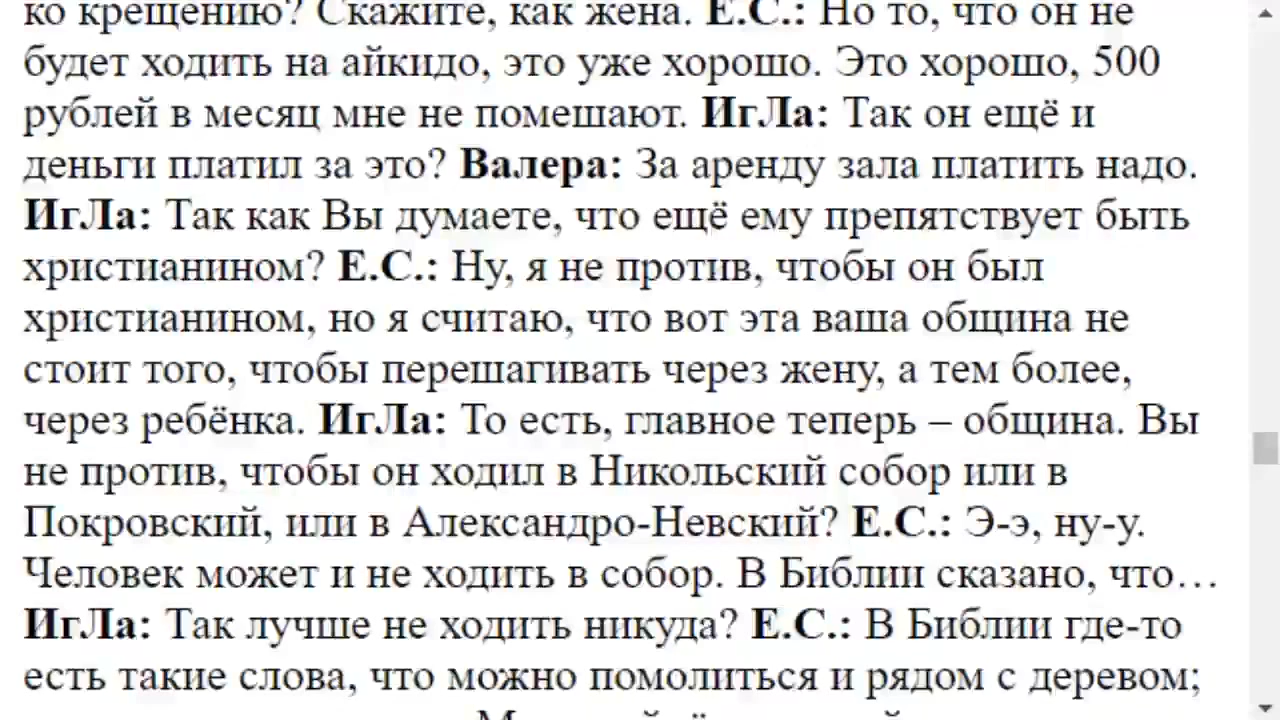 ко крещению? Скажите, как жена. Е.С.: Но то, что он не
будет ходить на айкидо, это уже хорошо. Это хорошо, 500
рублей в месяц мне не помешают. ИгЛа: Так он ещё и
деньги платил за это? Валера: За аренду зала платить надо.
ИгЛа: Так как Вы думаете, что ещё ему препятствует быть
христианином? Е.С.: Ну, я не против, чтобы он был
христианином, но я считаю, что вот эта ваша община не
стоит того, чтобы перешагивать через жену, а тем более,
через ребёнка. ИгЛа: То есть, главное теперь – община. Вы
не против, чтобы он ходил в Никольский собор или в
Покровский, или в Александро-Невский? Е.С.: Э-э, ну-у.
Человек может и не ходить в собор. В Библии сказано, что…
ИгЛа: Так лучше не ходить никуда? Е.С.: В Библии где-то
есть такие слова, что можно помолиться и рядом с деревом;